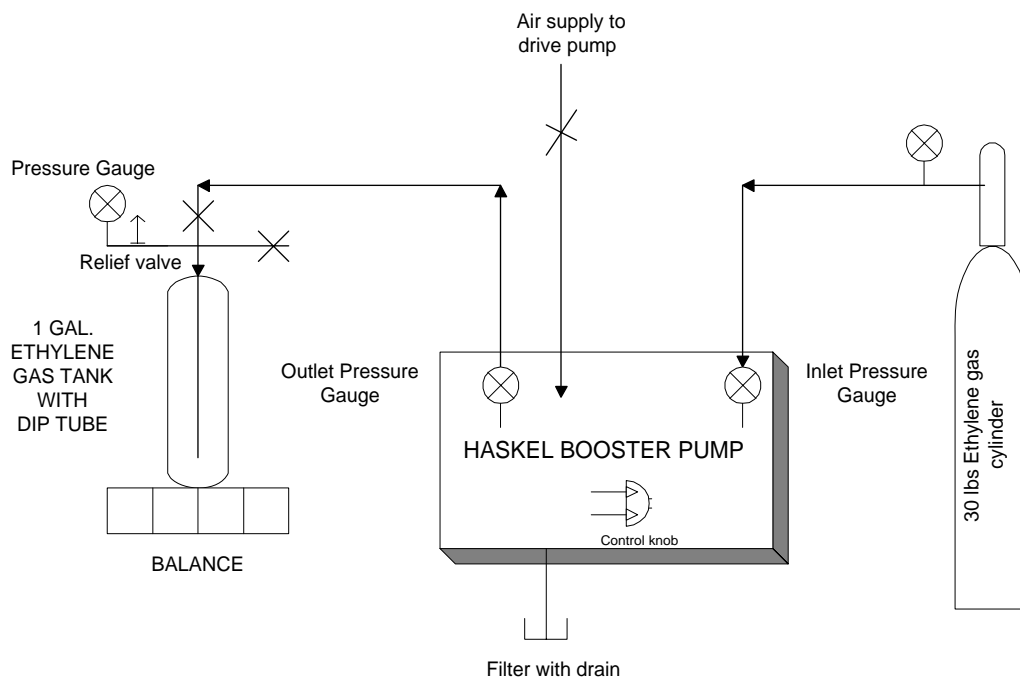 Air supply to
drive pump
Pressure Gauge
Relief valve
1 GAL.
ETHYLENE
GAS TANK
WITH
DIP TUBE
Outlet Pressure
Gauge
Inlet Pressure
Gauge
HASKEL BOOSTER PUMP
Control knob
30 lbs Ethylene gas
cylinder
BALANCE
Filter with drain